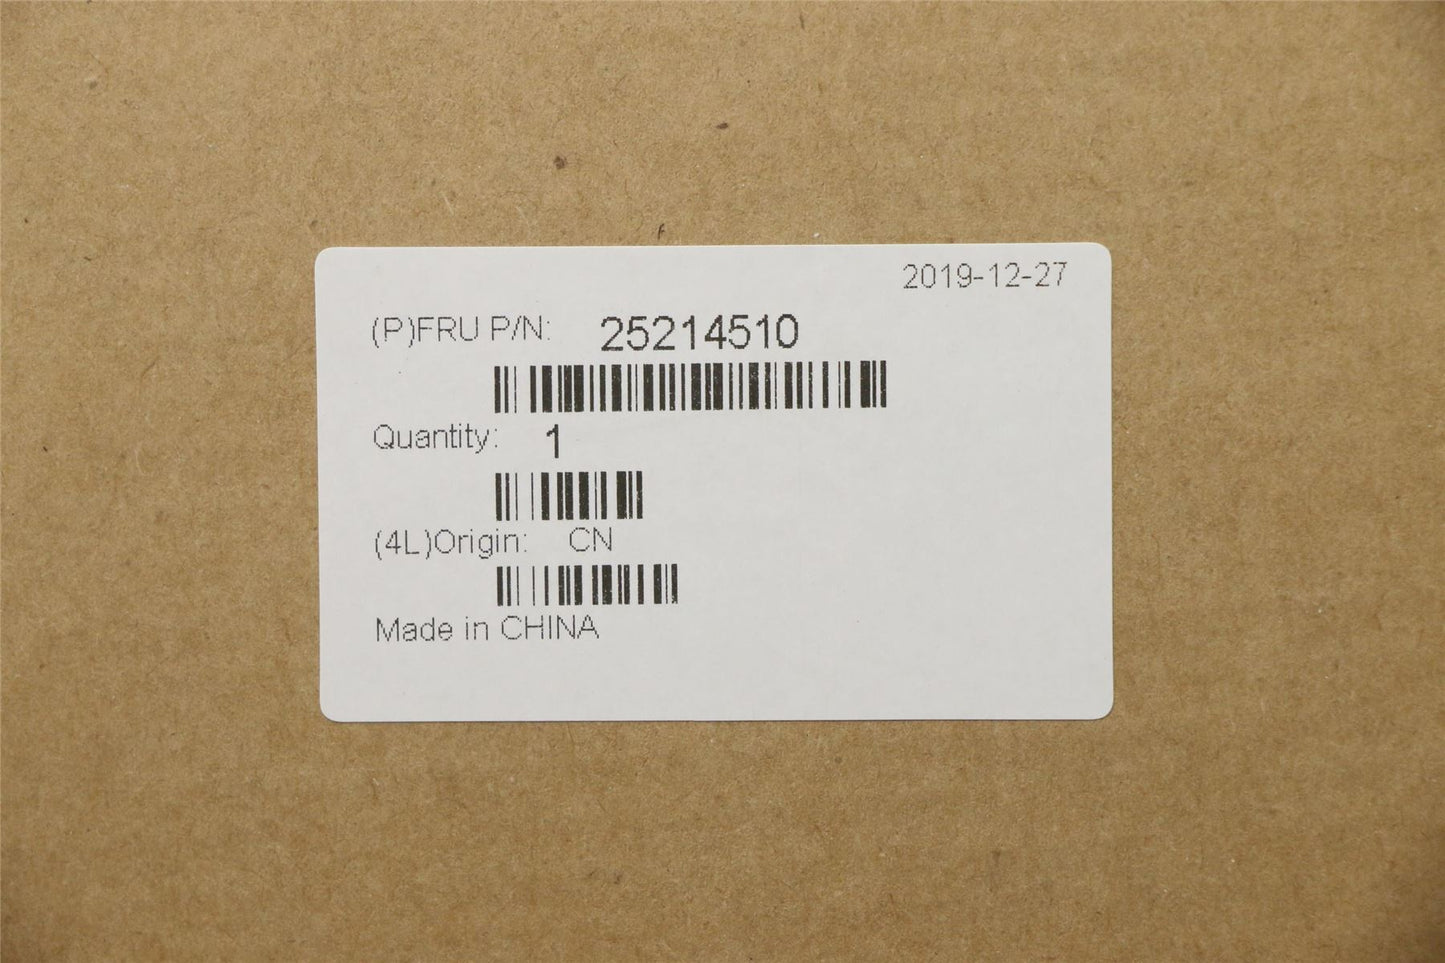 2019-12-27
(P)FRU P/N: 25214510
Quantity: 1
(4L)Origin: CN
Made in CHINA